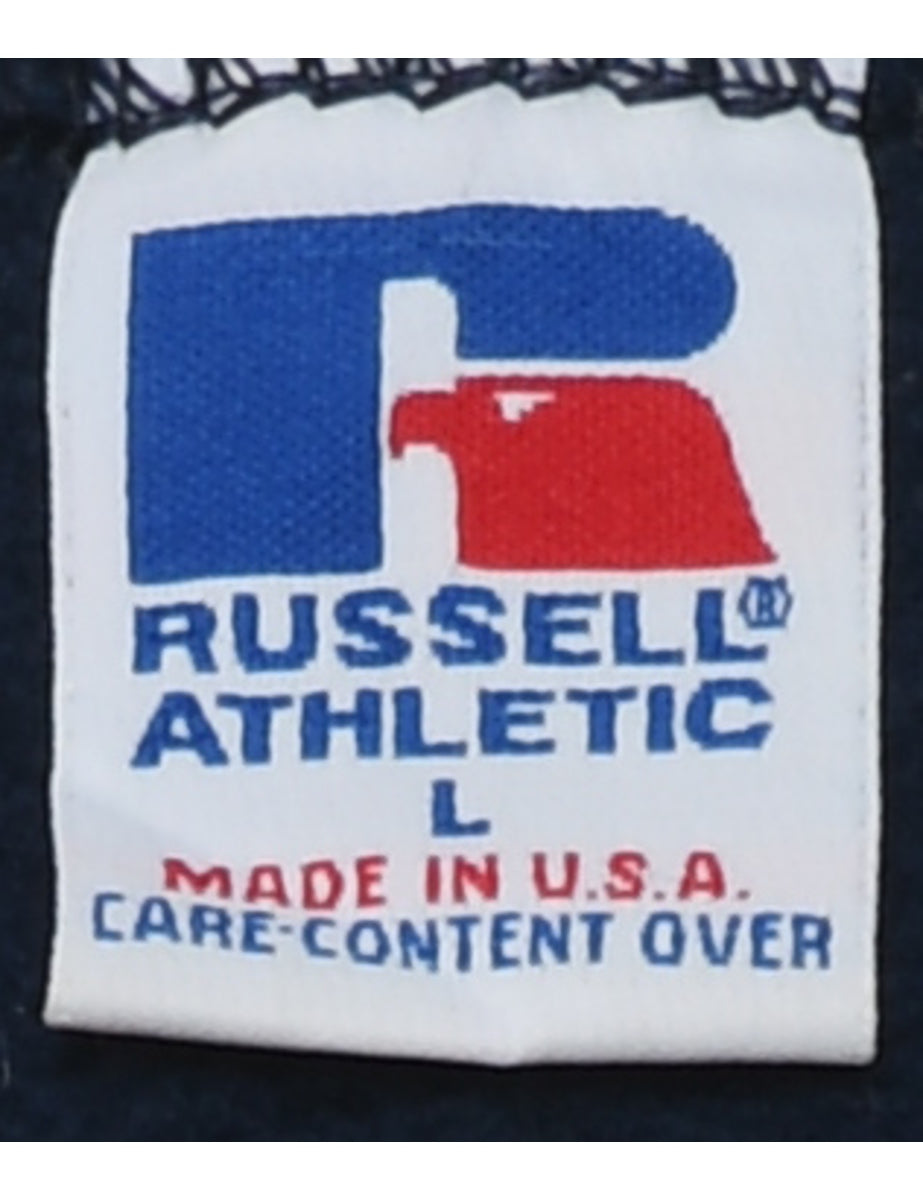 RUSSELL®
ATHLETIC
L
MADE IN U.S.A.
CARE-CONTENT OVER